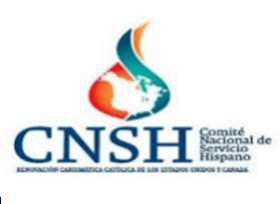 CNSH
Comité
Nacional de
Servicio
Hispano
RENOVACIÓN CARISMÁTICA CATÓLICA DE LOS ESTADOS UNIDOS Y CANADA